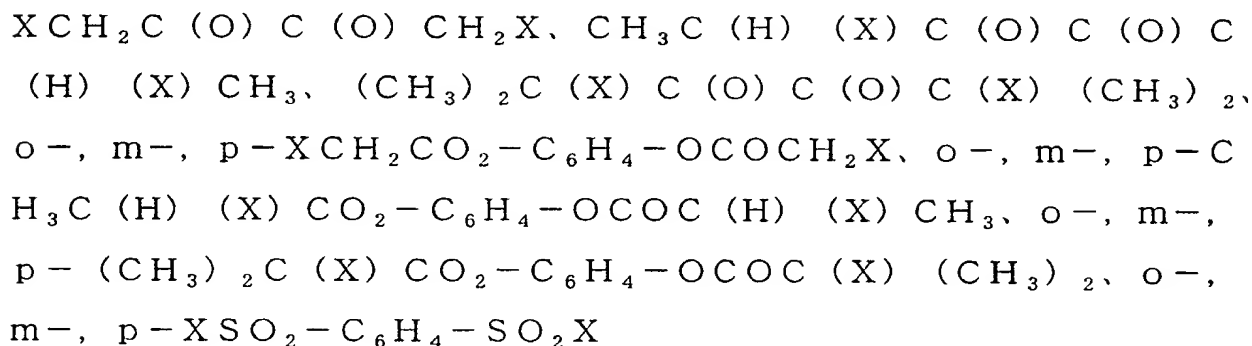 XCH₂C（O）C（O）CH₂X、CH₃C（H）（X）C（O）C（O）C
（H）（X）CH₃、（CH₃）₂C（X）C（O）C（O）C（X）（CH₃）₂、
o－, m－, p－XCH₂CO₂－C₆H₄－OCOCH₂X、o－, m－, p－C
H₃C（H）（X）CO₂－C₆H₄－OCOC（H）（X）CH₃、o－, m－,
p－（CH₃）₂C（X）CO₂－C₆H₄－OCOC（X）（CH₃）₂、o－,
m－, p－XSO₂－C₆H₄－SO₂X